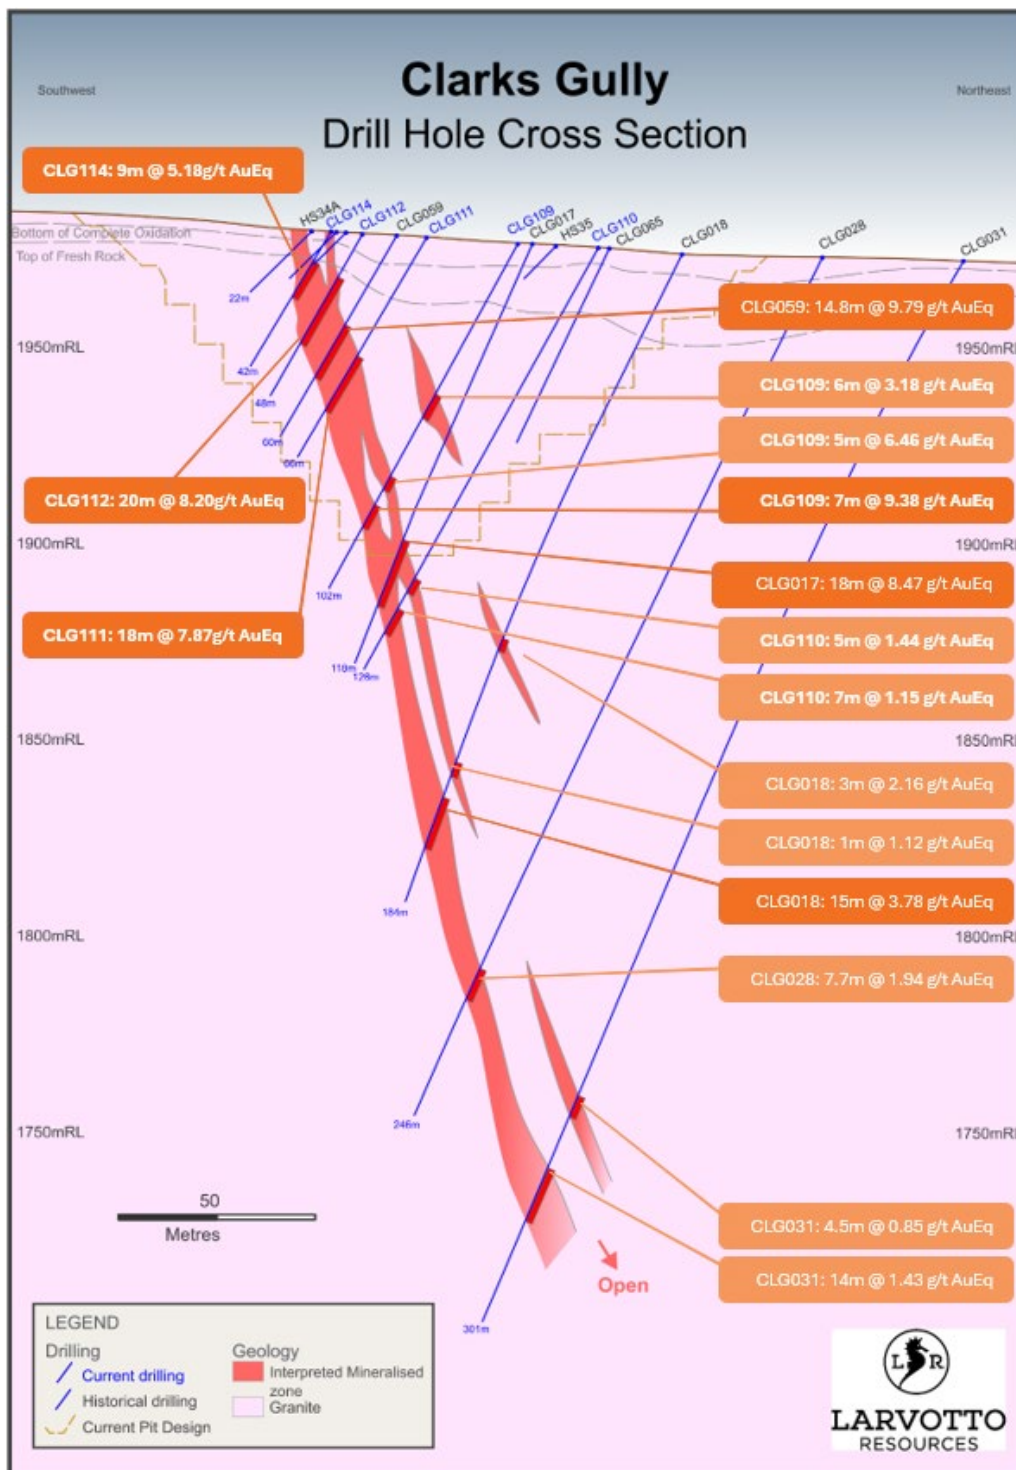 Clarks Gully
Southwest
Northeast
Drill Hole Cross Section
CLG114: 9m @ 5.18g/t AuEq
HS34A
CLG114
CLG112
CLG059
CLG111
CLG109
CLG017
HS35
CLG110
CLG065
CLG018
CLG028
CLG031
Bottom of Complete Oxidation
Top of Fresh Rock
22m
CLG059: 14.8m @ 9.79 g/t AuEq
1950mRL
1950mRL
42m
CLG109: 6m @ 3.18 g/t AuEq
48m
60m
CLG109: 5m @ 6.46 g/t AuEq
66m
CLG112: 20m @ 8.20g/t AuEq
CLG109: 7m @ 9.38 g/t AuEq
1900mRL
1900mRL
CLG017: 18m @ 8.47 g/t AuEq
102m
CLG111: 18m @ 7.87g/t AuEq
CLG110: 5m @ 1.44 g/t AuEq
126m
CLG110: 7m @ 1.15 g/t AuEq
1850mRL
1850mRL
CLG018: 3m @ 2.16 g/t AuEq
CLG018: 1m @ 1.12 g/t AuEq
CLG018: 15m @ 3.78 g/t AuEq
184m
1800mRL
1800mRL
CLG028: 7.7m @ 1.94 g/t AuEq
246m
1750mRL
1750mRL
50
Metres
CLG031: 4.5m @ 0.85 g/t AuEq
CLG031: 14m @ 1.43 g/t AuEq
Open
301m
LEGEND
Drilling
Current drilling
Historical drilling
Current Pit Design
Geology
Interpreted Mineralised
zone
Granite
L R
LARVOTTO
RESOURCES